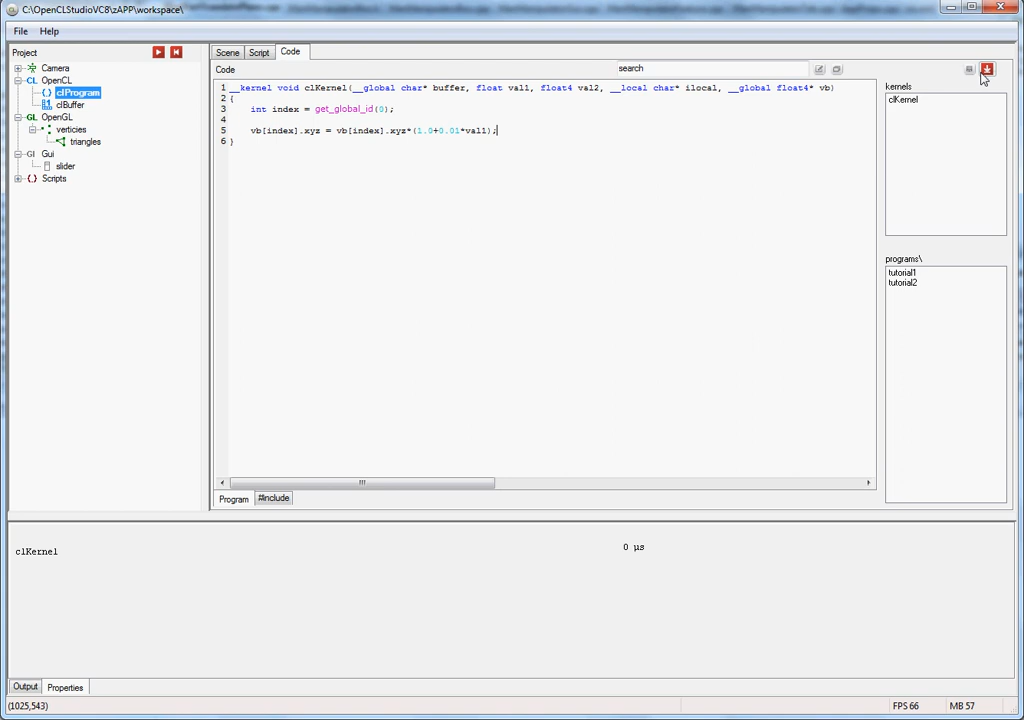 C:\OpenCLStudioVC8\zAPP\workspace\
File Help
Project
Camera
CL OpenCL
clProgram
clBuffer
GL OpenGL
verticies
triangles
GI Gui
slider
Scripts
Scene Script Code
Code
search
1 __kernel void clKernel(__global char* buffer, float val1, float4 val2, __local char* ilocal, __global float4* vb)
2 {
3 int index = get_global_id(0);
4
5 vb[index].xyz = vb[index].xyz*(1.0+0.01*val1);
6 }
Program #include
kernels
clKernel
programs\
tutorial1
tutorial2
clKernel 0 µs
Output Properties
(1025,543) FPS 66 MB 57